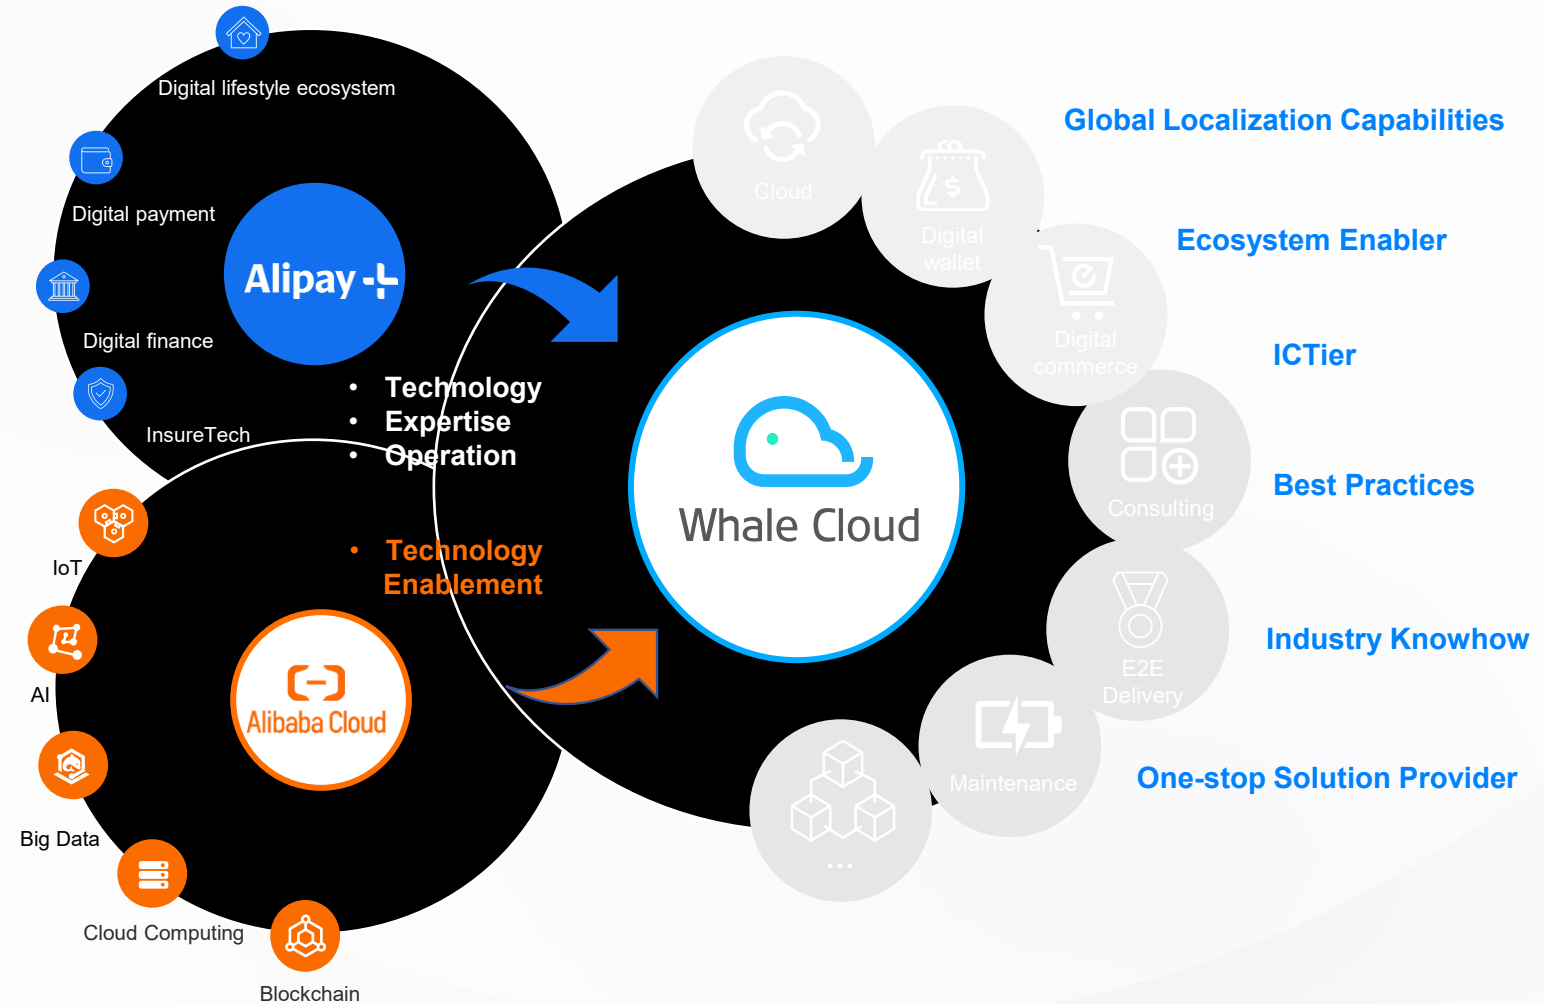 Digital lifestyle ecosystem
Digital payment
Alipay+
Digital finance
InsureTech
• Technology
• Expertise
• Operation
IoT
• Technology
Enablement
AI
Alibaba Cloud
Big Data
Cloud Computing
Blockchain
Whale Cloud
Cloud
Digital
wallet
$
Digital
commerce
Consulting
E2E
Delivery
Maintenance
...
Global Localization Capabilities
Ecosystem Enabler
ICTier
Best Practices
Industry Knowhow
One-stop Solution Provider